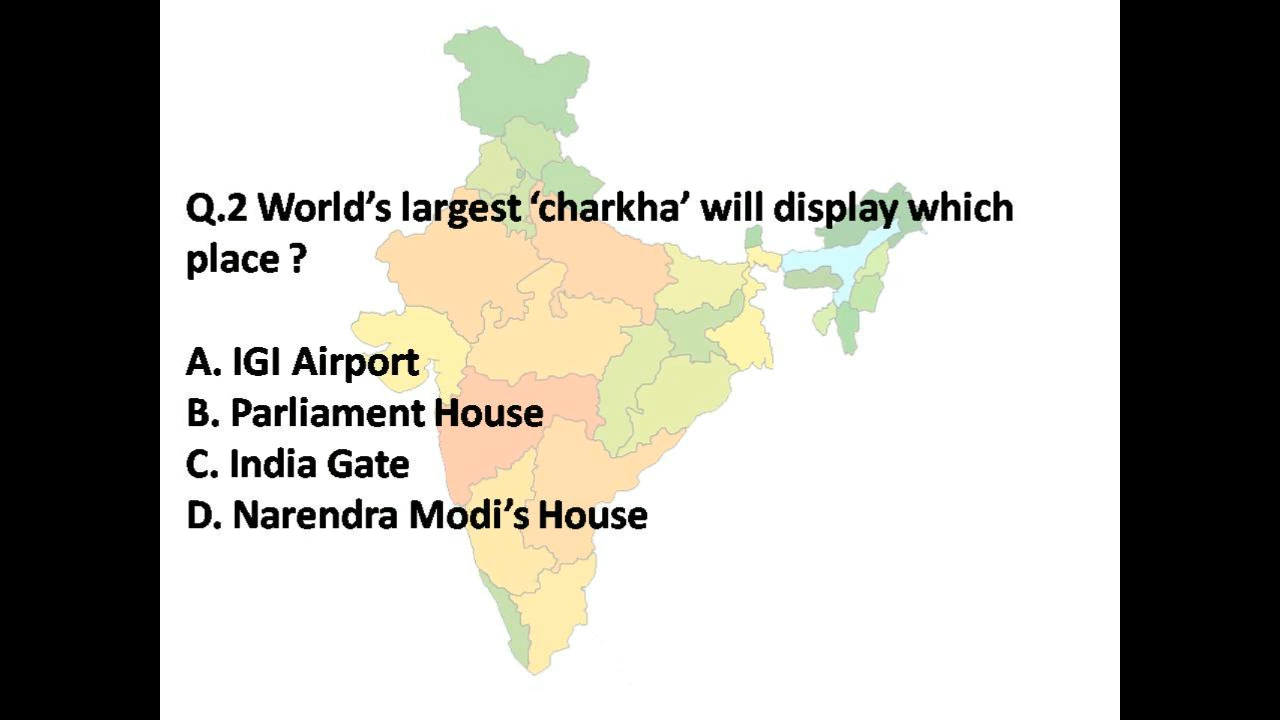 Q.2 World’s largest ‘charkha’ will display which
place ?
A. IGI Airport
B. Parliament House
C. India Gate
D. Narendra Modi’s House